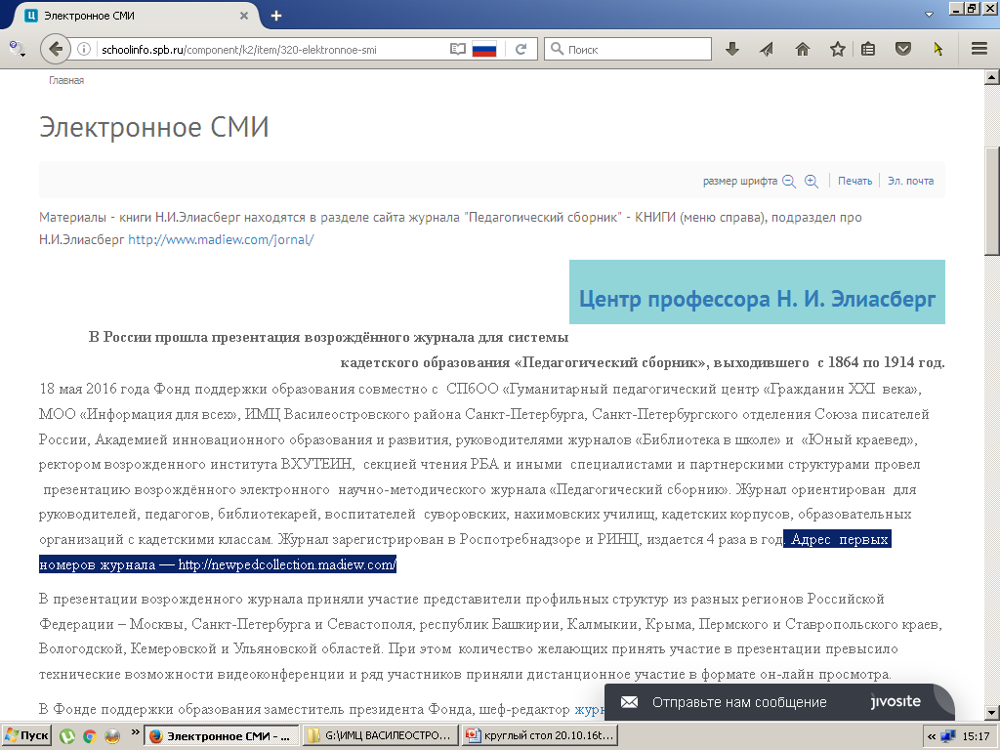 Электронное СМИ
schoolinfo.spb.ru/component/k2/item/320-elektronnoe-smi
Поиск
Главная
Электронное СМИ
размер шрифта Печать Эл. почта
Материалы - книги Н.И.Элиасберг находятся в разделе сайта журнала "Педагогический сборник" - КНИГИ (меню справа), подраздел про
Н.И.Элиасберг http://www.madiew.com/jornal/
Центр профессора Н. И. Элиасберг
В России прошла презентация возрождённого журнала для системы
кадетского образования «Педагогический сборник», выходившего с 1864 по 1914 год.
18 мая 2016 года Фонд поддержки образования совместно с СПбОО «Гуманитарный педагогический центр «Гражданин XXI века»,
МОО «Информация для всех», ИМЦ Василеостровского района Санкт-Петербурга, Санкт-Петербургского отделения Союза писателей
России, Академией инновационного образования и развития, руководителями журналов «Библиотека в школе» и «Юный краевед»,
ректором возрожденного института ВХУТЕИН, секцией чтения РБА и иными специалистами и партнерскими структурами провел
презентацию возрождённого электронного научно-методического журнала «Педагогический сборник». Журнал ориентирован для
руководителей, педагогов, библиотекарей, воспитателей суворовских, нахимовских училищ, кадетских корпусов, образовательных
организаций с кадетскими классам. Журнал зарегистрирован в Роспотребнадзоре и РИНЦ, издается 4 раза в год. Адрес первых
номеров журнала — http://newpedcollection.madiew.com/
В презентации возрожденного журнала приняли участие представители профильных структур из разных регионов Российской
Федерации – Москвы, Санкт-Петербурга и Севастополя, республик Башкирии, Калмыкии, Крыма, Пермского и Ставропольского краев,
Вологодской, Кемеровской и Ульяновской областей. При этом количество желающих принять участие в презентации превысило
технические возможности видеоконференции и ряд участников приняли дистанционное участие в формате он-лайн просмотра.
В Фонде поддержки образования заместитель президента Фонда, шеф-редактор журн
Отправьте нам сообщение jivosite
Пуск Электронное СМИ - ... G:\ИМЦ ВАСИЛЕОСТРО... круглый стол 20.10.16t... 15:17